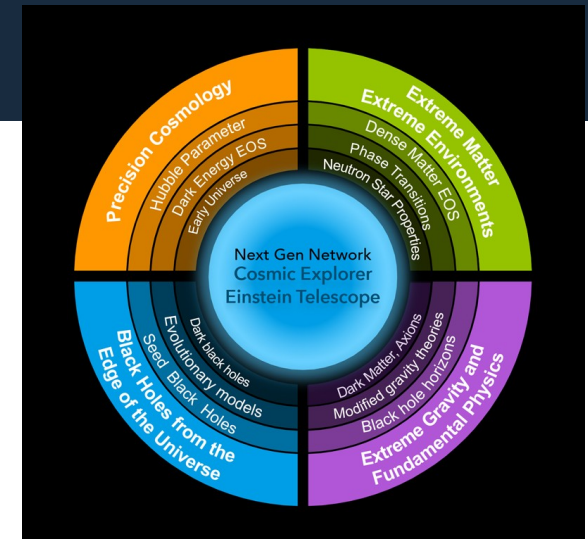 Precision Cosmology
Hubble Parameter
Dark Energy EOS
Early Universe
Extreme Matter
Extreme Environments
Dense Matter EOS
Phase Transitions
Neutron Star Properties
Next Gen Network
Cosmic Explorer
Einstein Telescope
Dark black holes
Evolutionary models
Seed Black Holes
Black Holes from the
Edge of the Universe
Dark Matter, Axions
Modified gravity theories
Black hole horizons
Extreme Gravity and
Fundamental Physics